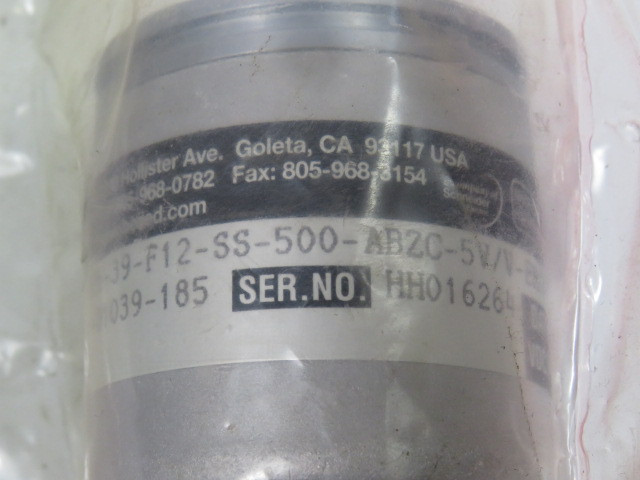 Hollister Ave. Goleta, CA 93117 USA
968-0782 Fax: 805-968-3154
d.com
-39-F12-SS-500-ABZC-5V/V-
039-185 SER.NO. HH016264